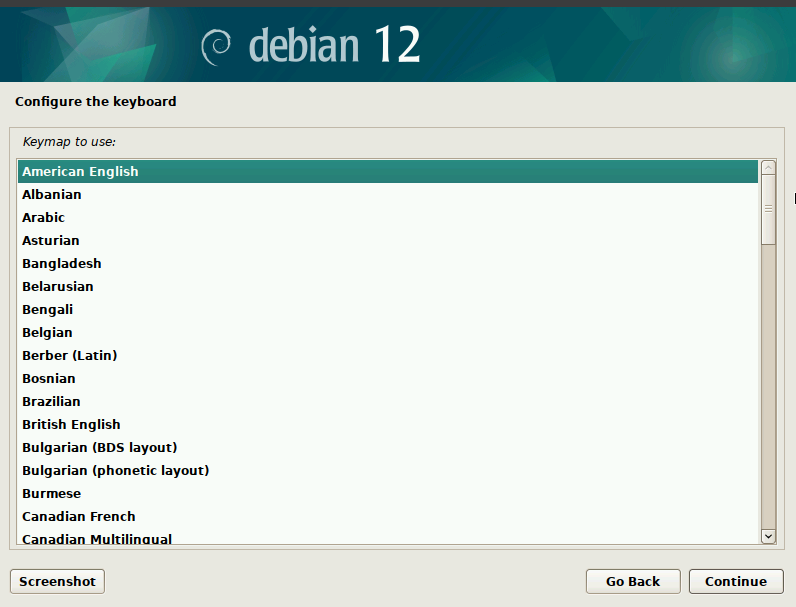 debian 12
Configure the keyboard
Keymap to use:
American English
Albanian
Arabic
Asturian
Bangladesh
Belarusian
Bengali
Belgian
Berber (Latin)
Bosnian
Brazilian
British English
Bulgarian (BDS layout)
Bulgarian (phonetic layout)
Burmese
Canadian French
Canadian Multilingual
Screenshot
Go Back
Continue